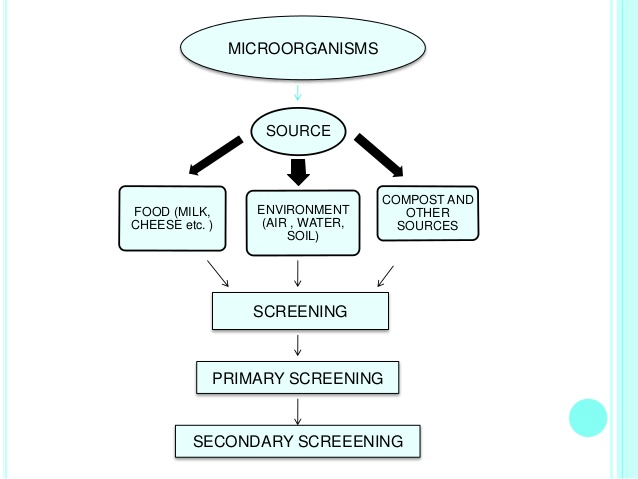 MICROORGANISMS
SOURCE
FOOD (MILK,
CHEESE etc. )
ENVIRONMENT
(AIR , WATER,
SOIL)
COMPOST AND
OTHER
SOURCES
SCREENING
PRIMARY SCREENING
SECONDARY SCREEENING